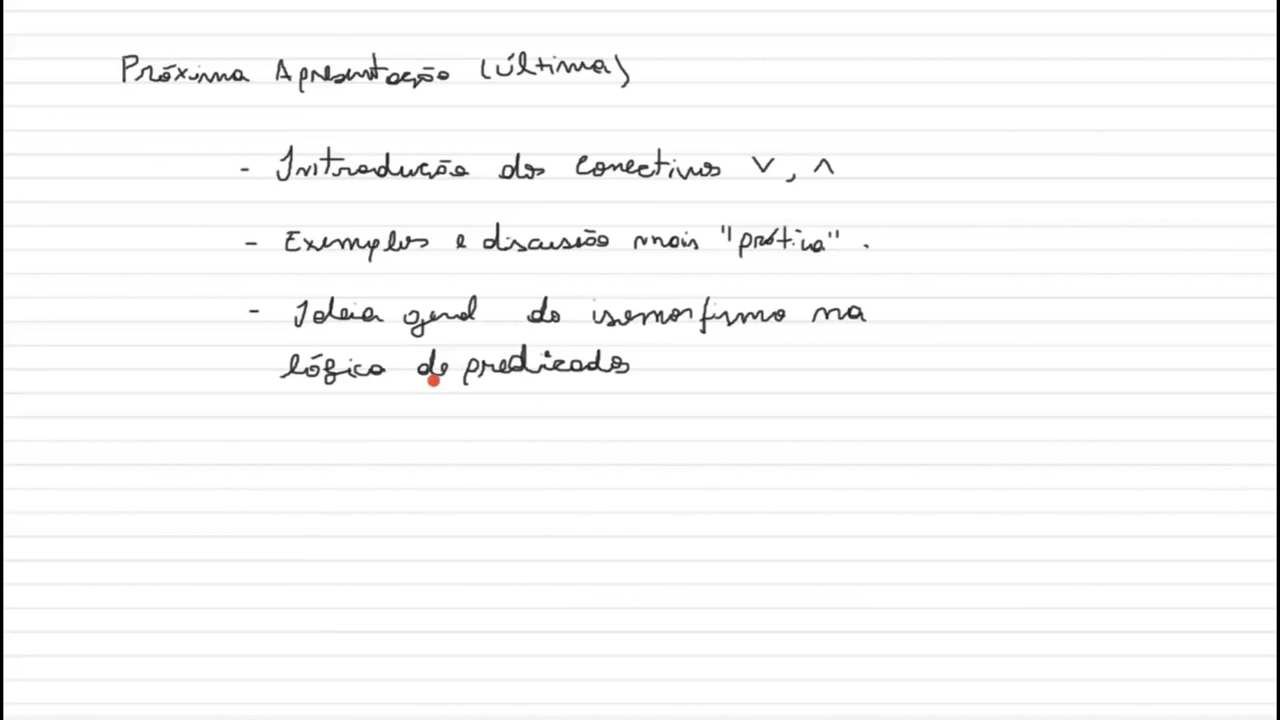 Próxima Apresentação (última)
- Introdução dos conectivos ∨, ∧
- Exemplos e discussão mais "prática".
- Ideia geral do isomorfismo na
lógica de predicados